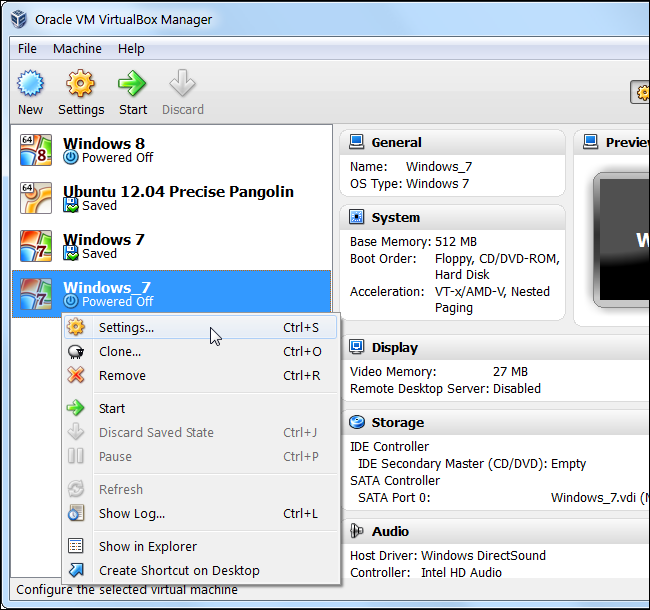 Oracle VM VirtualBox Manager
File Machine Help
New Settings Start Discard
64
Windows 8
Powered Off
64
Ubuntu 12.04 Precise Pangolin
Saved
Windows 7
Saved
Windows_7
Powered Off
Settings... Ctrl+S
Clone... Ctrl+O
Remove Ctrl+R
Start
Discard Saved State Ctrl+J
Pause Ctrl+P
Refresh
Show Log... Ctrl+L
Show in Explorer
Create Shortcut on Desktop
Configure the selected virtual machine
General
Name: Windows_7
OS Type: Windows 7
System
Base Memory: 512 MB
Boot Order: Floppy, CD/DVD-ROM,
Hard Disk
Acceleration: VT-x/AMD-V, Nested
Paging
Display
Video Memory: 27 MB
Remote Desktop Server: Disabled
Storage
IDE Controller
IDE Secondary Master (CD/DVD): Empty
SATA Controller
SATA Port 0: Windows_7.vdi (
Audio
Host Driver: Windows DirectSound
Controller: Intel HD Audio
Previe
W